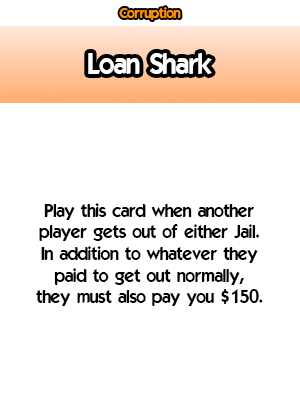 Corruption
Loan Shark
Play this card when another
player gets out of either Jail.
In addition to whatever they
paid to get out normally,
they must also pay you $150.